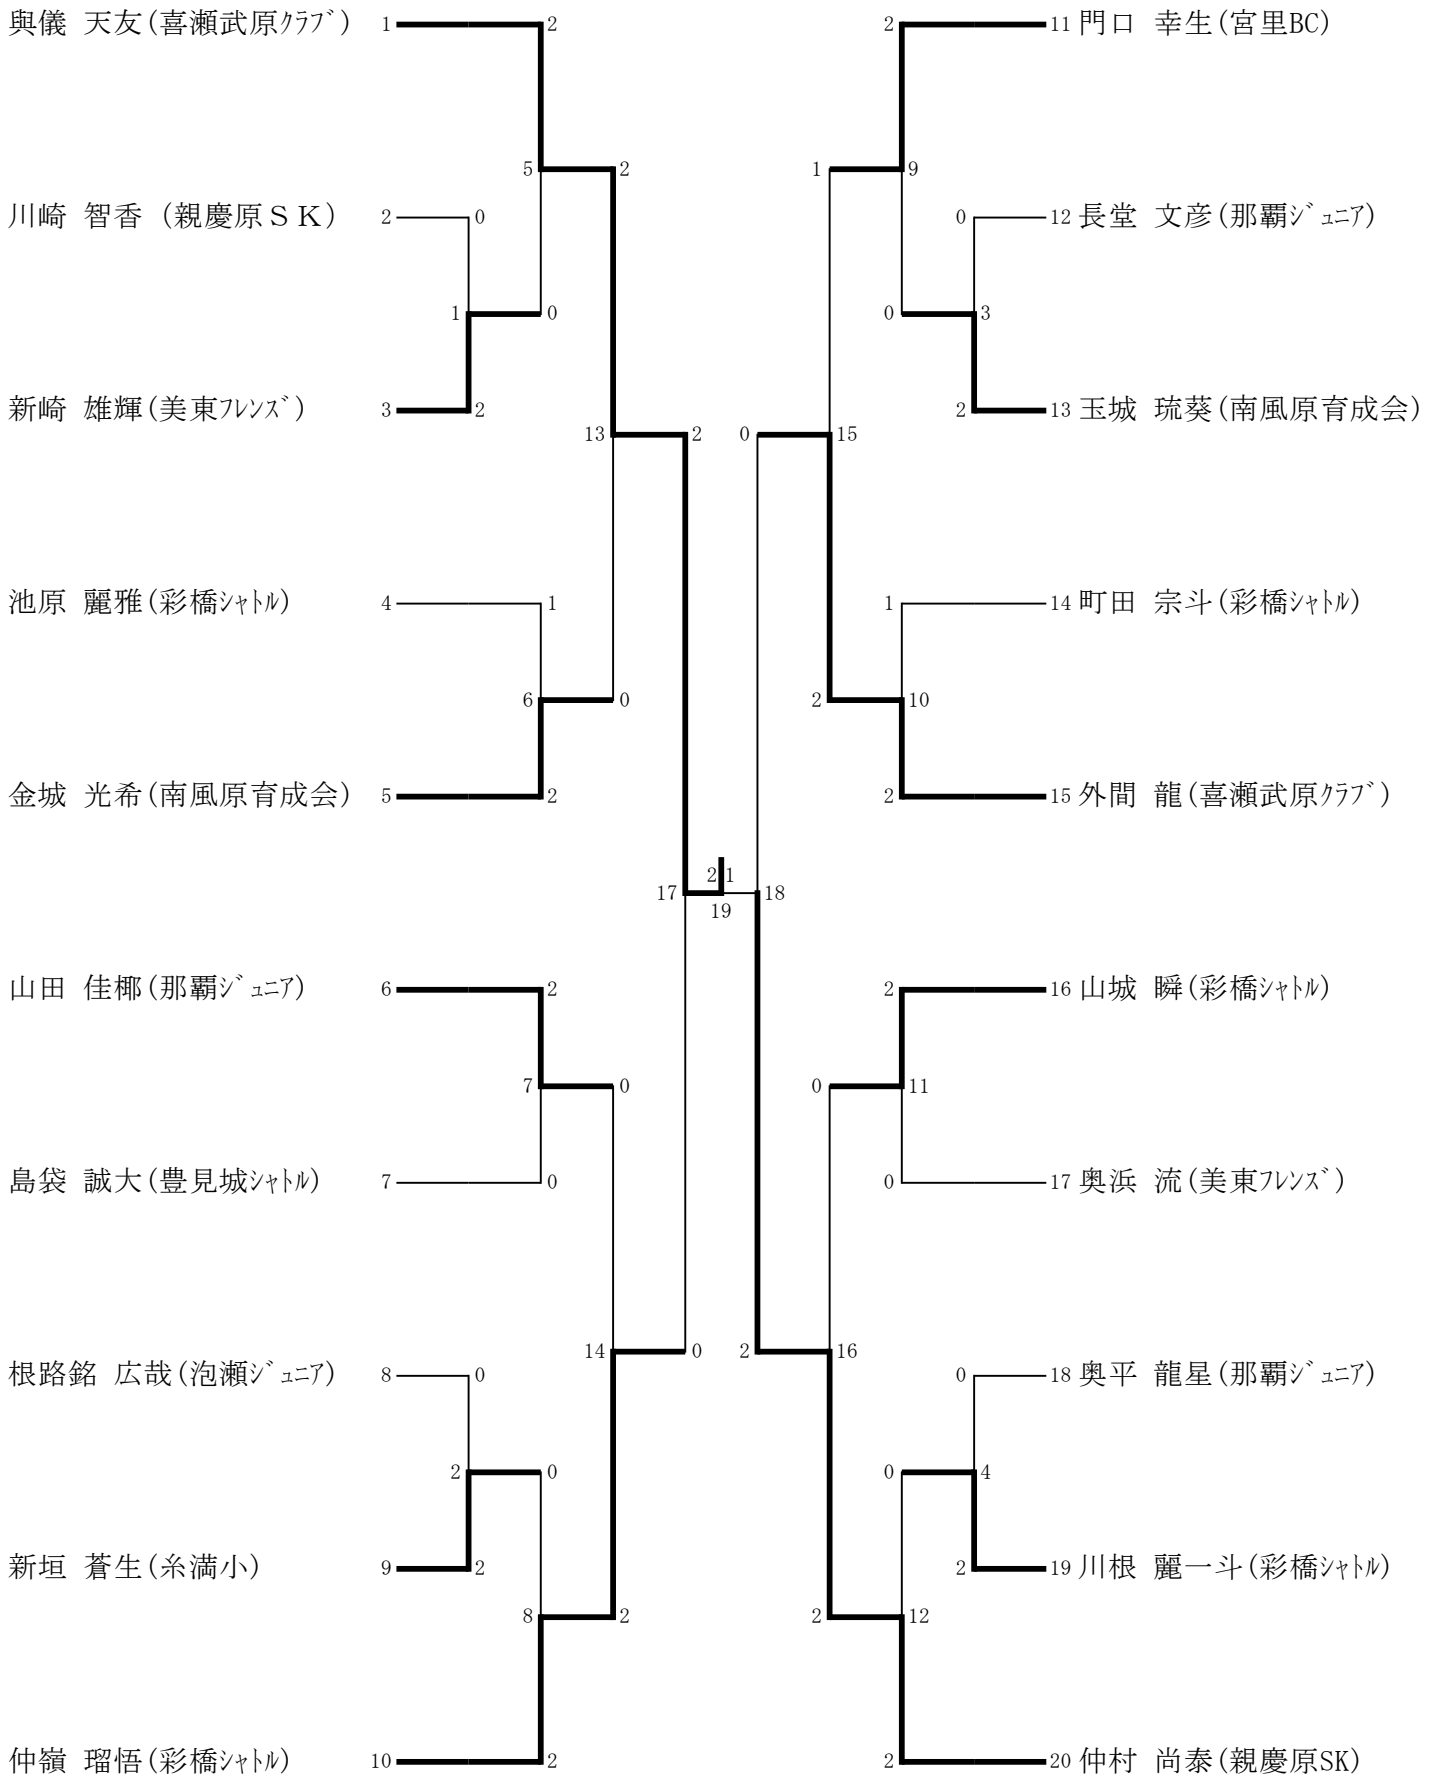 與儀 天友(喜瀬武原ｸﾗﾌﾞ) 1 2 2 11 門口 幸生(宮里BC)
5 2 1 9
川崎 智香 (親慶原ＳＫ) 2 0 0 12 長堂 文彦(那覇ｼﾞｭﾆｱ)
1 0 0 3
新崎 雄輝(美東ﾌﾚﾝｽﾞ) 3 2 2 13 玉城 琉葵(南風原育成会)
13 2 0 15
池原 麗雅(彩橋ｼｬﾄﾙ) 4 1 1 14 町田 宗斗(彩橋ｼｬﾄﾙ)
6 0 2 10
金城 光希(南風原育成会) 5 2 2 15 外間 龍(喜瀬武原ｸﾗﾌﾞ)
2 1
17 18
19
山田 佳椰(那覇ｼﾞｭﾆｱ) 6 2 2 16 山城 瞬(彩橋ｼｬﾄﾙ)
7 0 0 11
島袋 誠大(豊見城ｼｬﾄﾙ) 7 0 0 17 奥浜 流(美東ﾌﾚﾝｽﾞ)
14 0 2 16
根路銘 広哉(泡瀬ｼﾞｭﾆｱ) 8 0 0 18 奥平 龍星(那覇ｼﾞｭﾆｱ)
2 0 0 4
新垣 蒼生(糸満小) 9 2 2 19 川根 麗一斗(彩橋ｼｬﾄﾙ)
8 2 2 12
仲嶺 瑠悟(彩橋ｼｬﾄﾙ) 10 2 2 20 仲村 尚泰(親慶原SK)